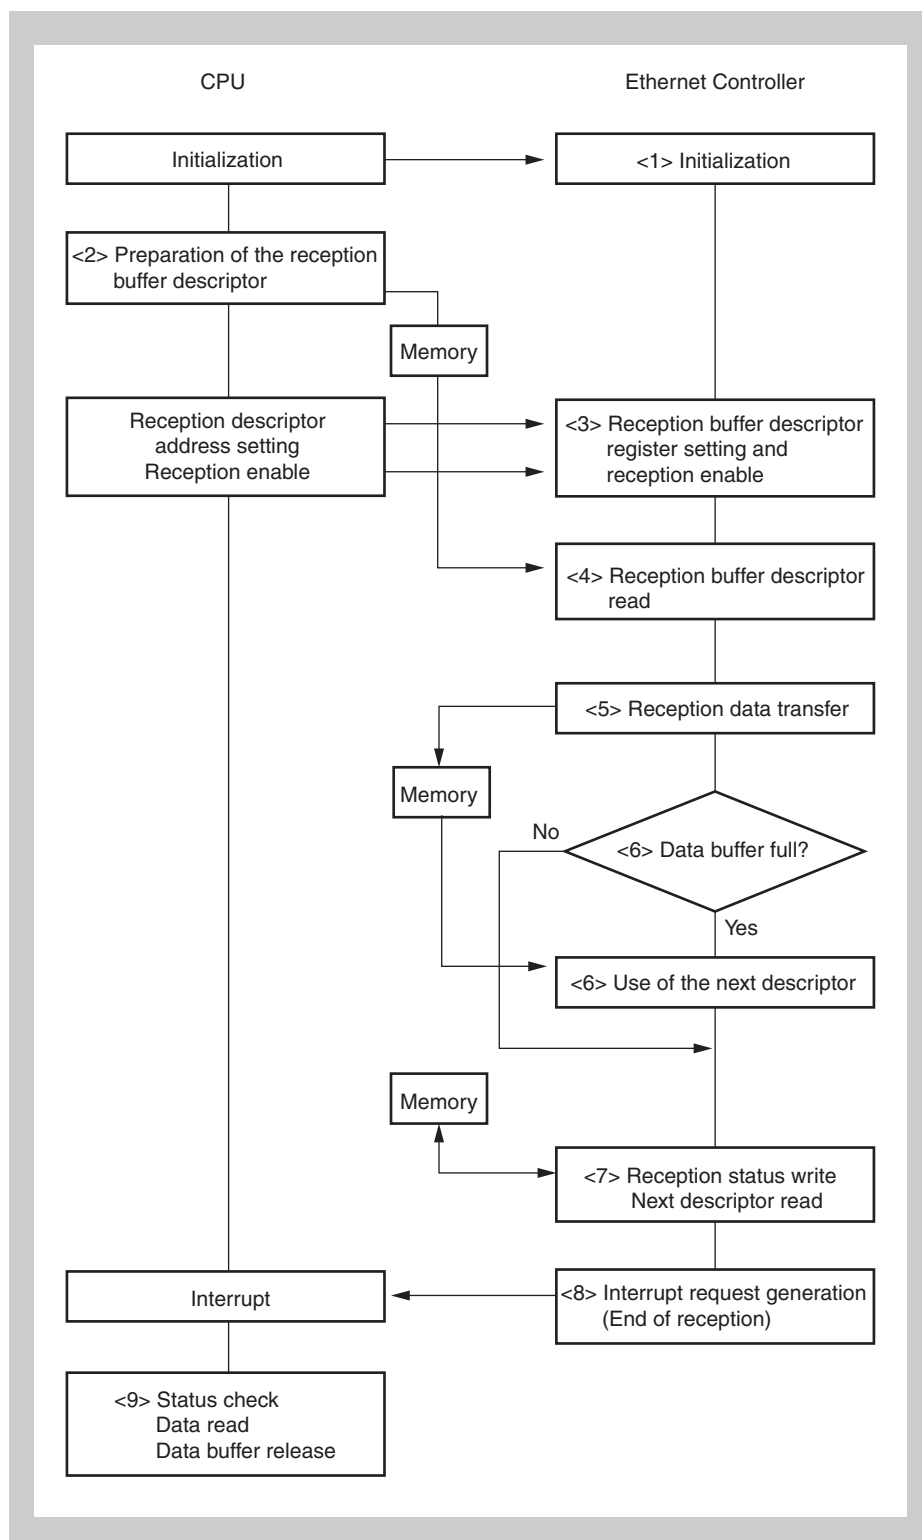 CPU
Ethernet Controller
Initialization
<1> Initialization
<2> Preparation of the reception
buffer descriptor
Memory
Reception descriptor
address setting
Reception enable
<3> Reception buffer descriptor
register setting and
reception enable
<4> Reception buffer descriptor
read
<5> Reception data transfer
Memory
No
<6> Data buffer full?
Yes
<6> Use of the next descriptor
Memory
<7> Reception status write
Next descriptor read
Interrupt
<8> Interrupt request generation
(End of reception)
<9> Status check
Data read
Data buffer release